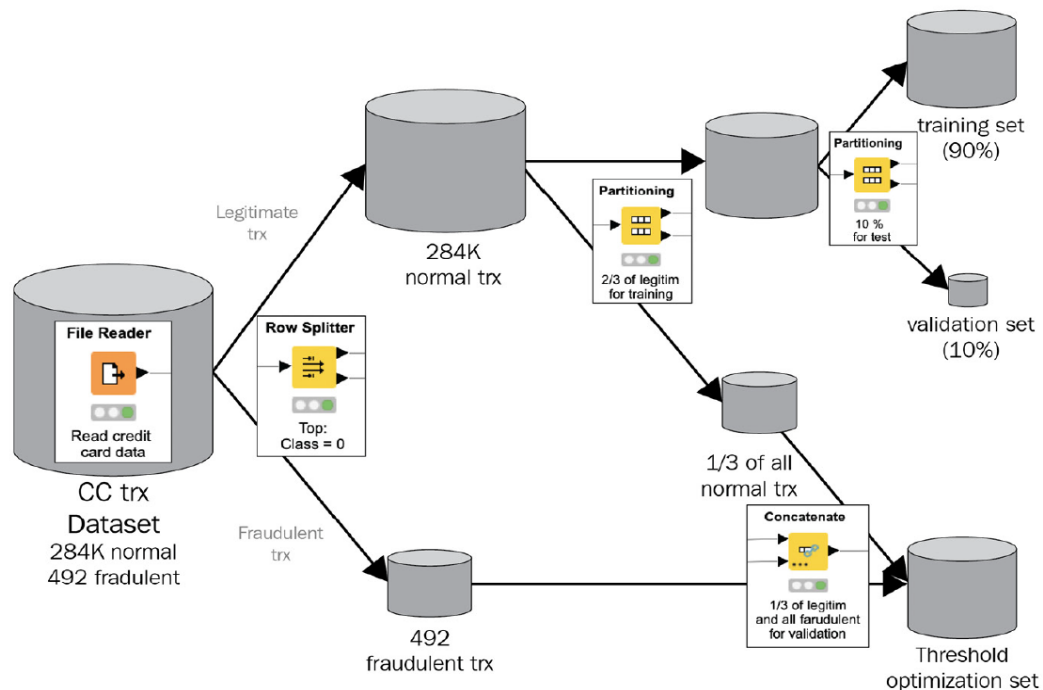 training set
(90%)
Partitioning
10 %
for test
validation set
(10%)
Legitimate
trx
284K
normal trx
Partitioning
2/3 of legitim
for training
File Reader
Read credit
card data
CC trx
Dataset
284K normal
492 fradulent
Row Splitter
Top:
Class = 0
1/3 of all
normal trx
Fraudulent
trx
492
fraudulent trx
Concatenate
1/3 of legitim
and all farudulent
for validation
Threshold
optimization set